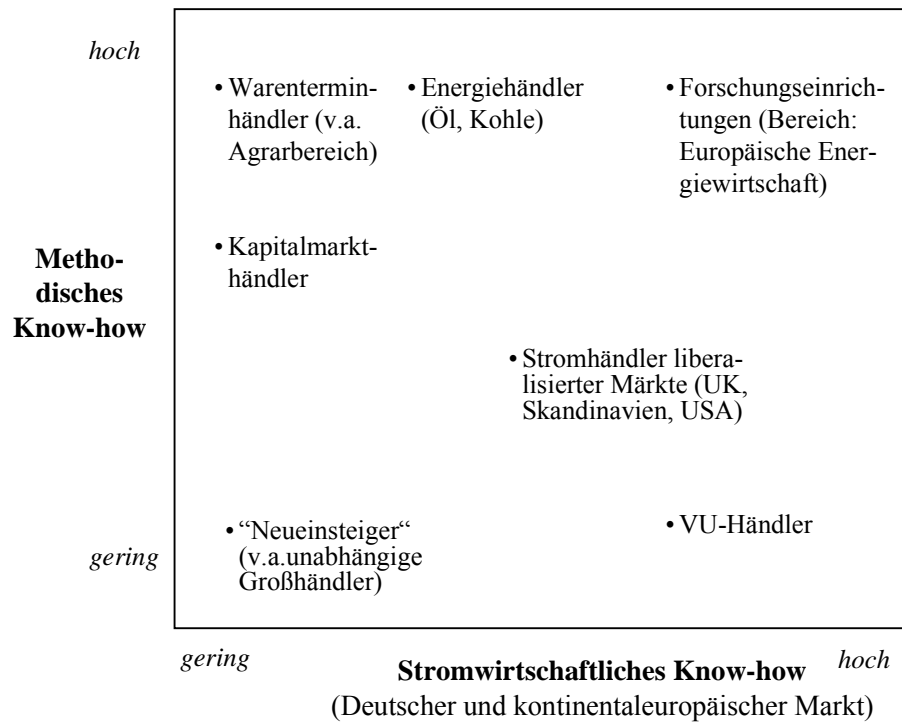 hoch
• Warentermin-
händler (v.a.
Agrarbereich)
• Energiehändler
(Öl, Kohle)
• Forschungseinrich-
tungen (Bereich:
Europäische Ener-
giewirtschaft)
• Kapitalmarkt-
händler
Metho-
disches
Know-how
• Stromhändler libera-
lisierter Märkte (UK,
Skandinavien, USA)
• “Neueinsteiger“
(v.a.unabhängige
Großhändler)
• VU-Händler
gering
gering
Stromwirtschaftliches Know-how
hoch
(Deutscher und kontinentaleuropäischer Markt)